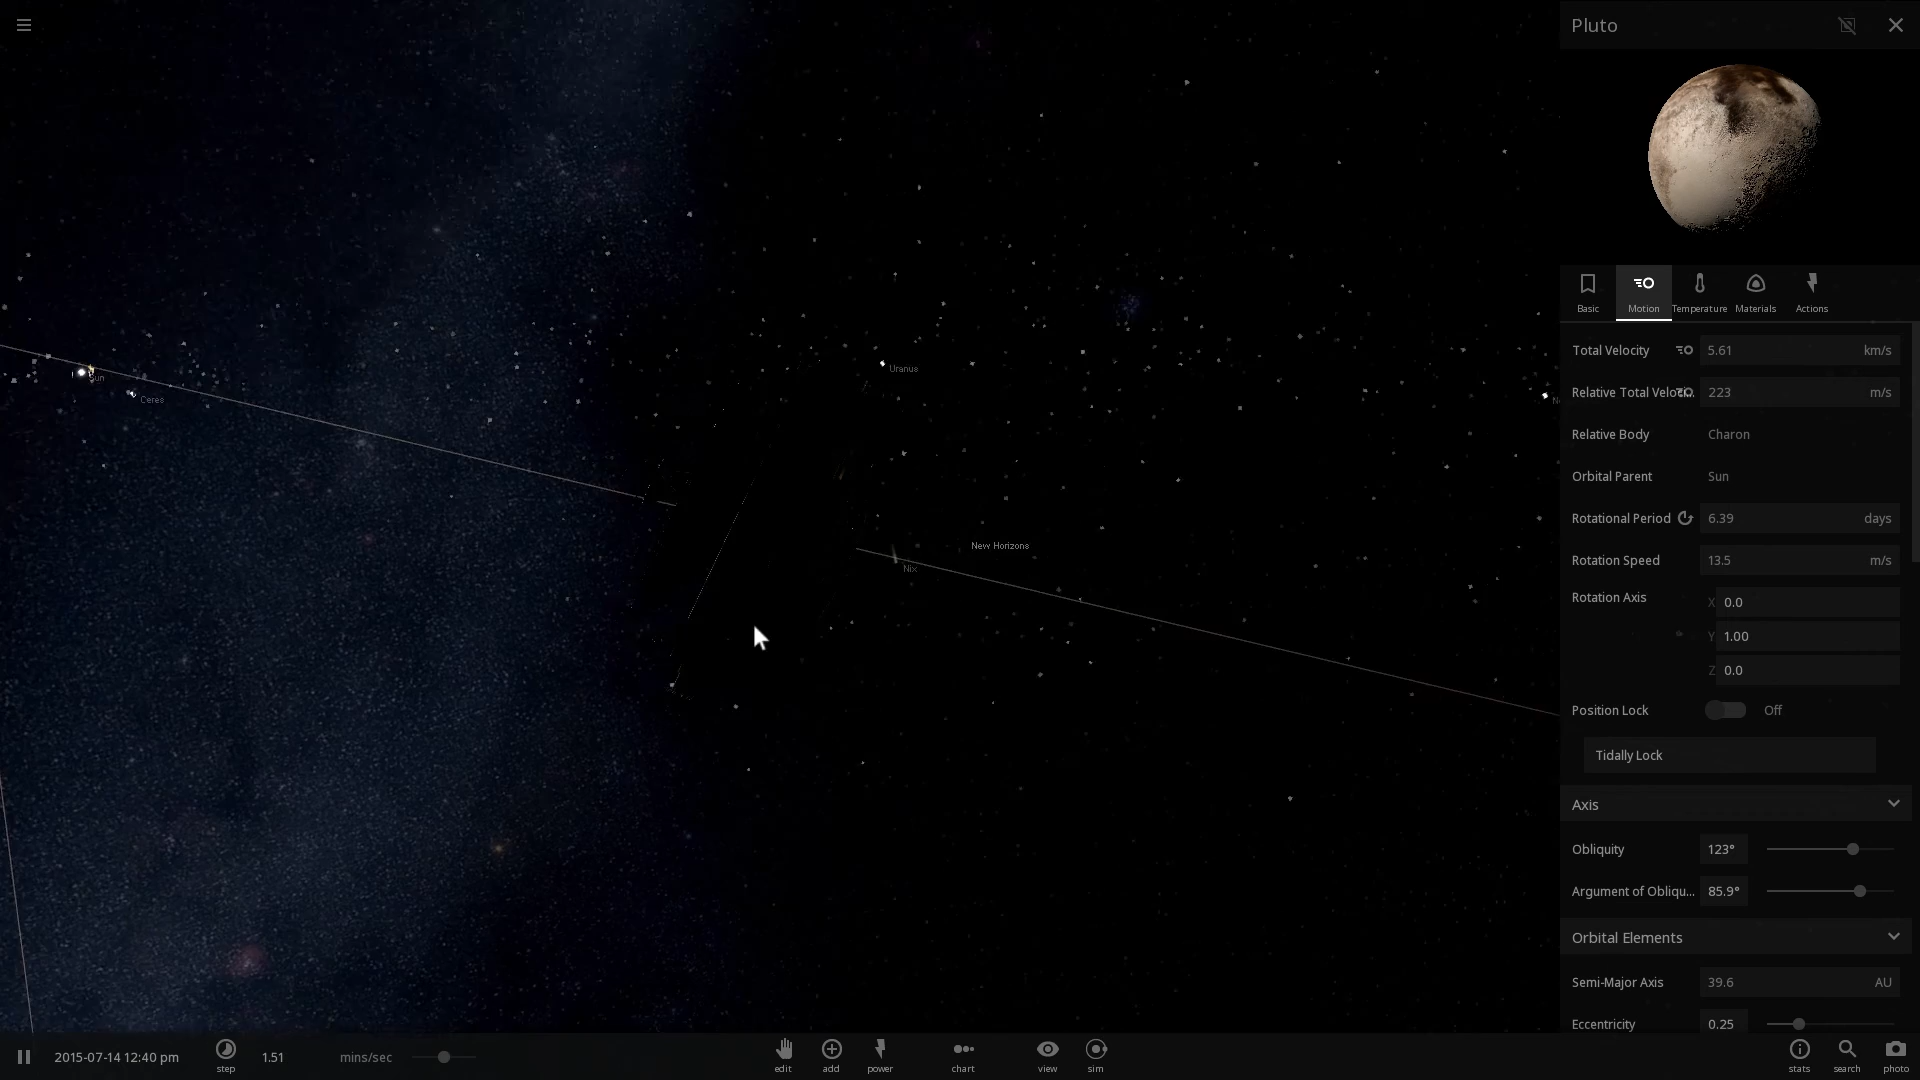 Pluto
Basic
Motion
Temperature
Materials
Actions
Total Velocity 5.61 km/s
Relative Total Veloci... 223 m/s
Relative Body Charon
Orbital Parent Sun
Rotational Period 6.39 days
Rotation Speed 13.5 m/s
Rotation Axis X 0.0
Y 1.00
Z 0.0
Position Lock Off
Tidally Lock
Axis
Obliquity 123°
Argument of Obliqu... 85.9°
Orbital Elements
Semi-Major Axis 39.6 AU
Eccentricity 0.25
Sun
Ceres
Uranus
New Horizons
Nix
2015-07-14 12:40 pm
step
1.51 mins/sec
edit
add
power
chart
view
sim
stats
search
photo